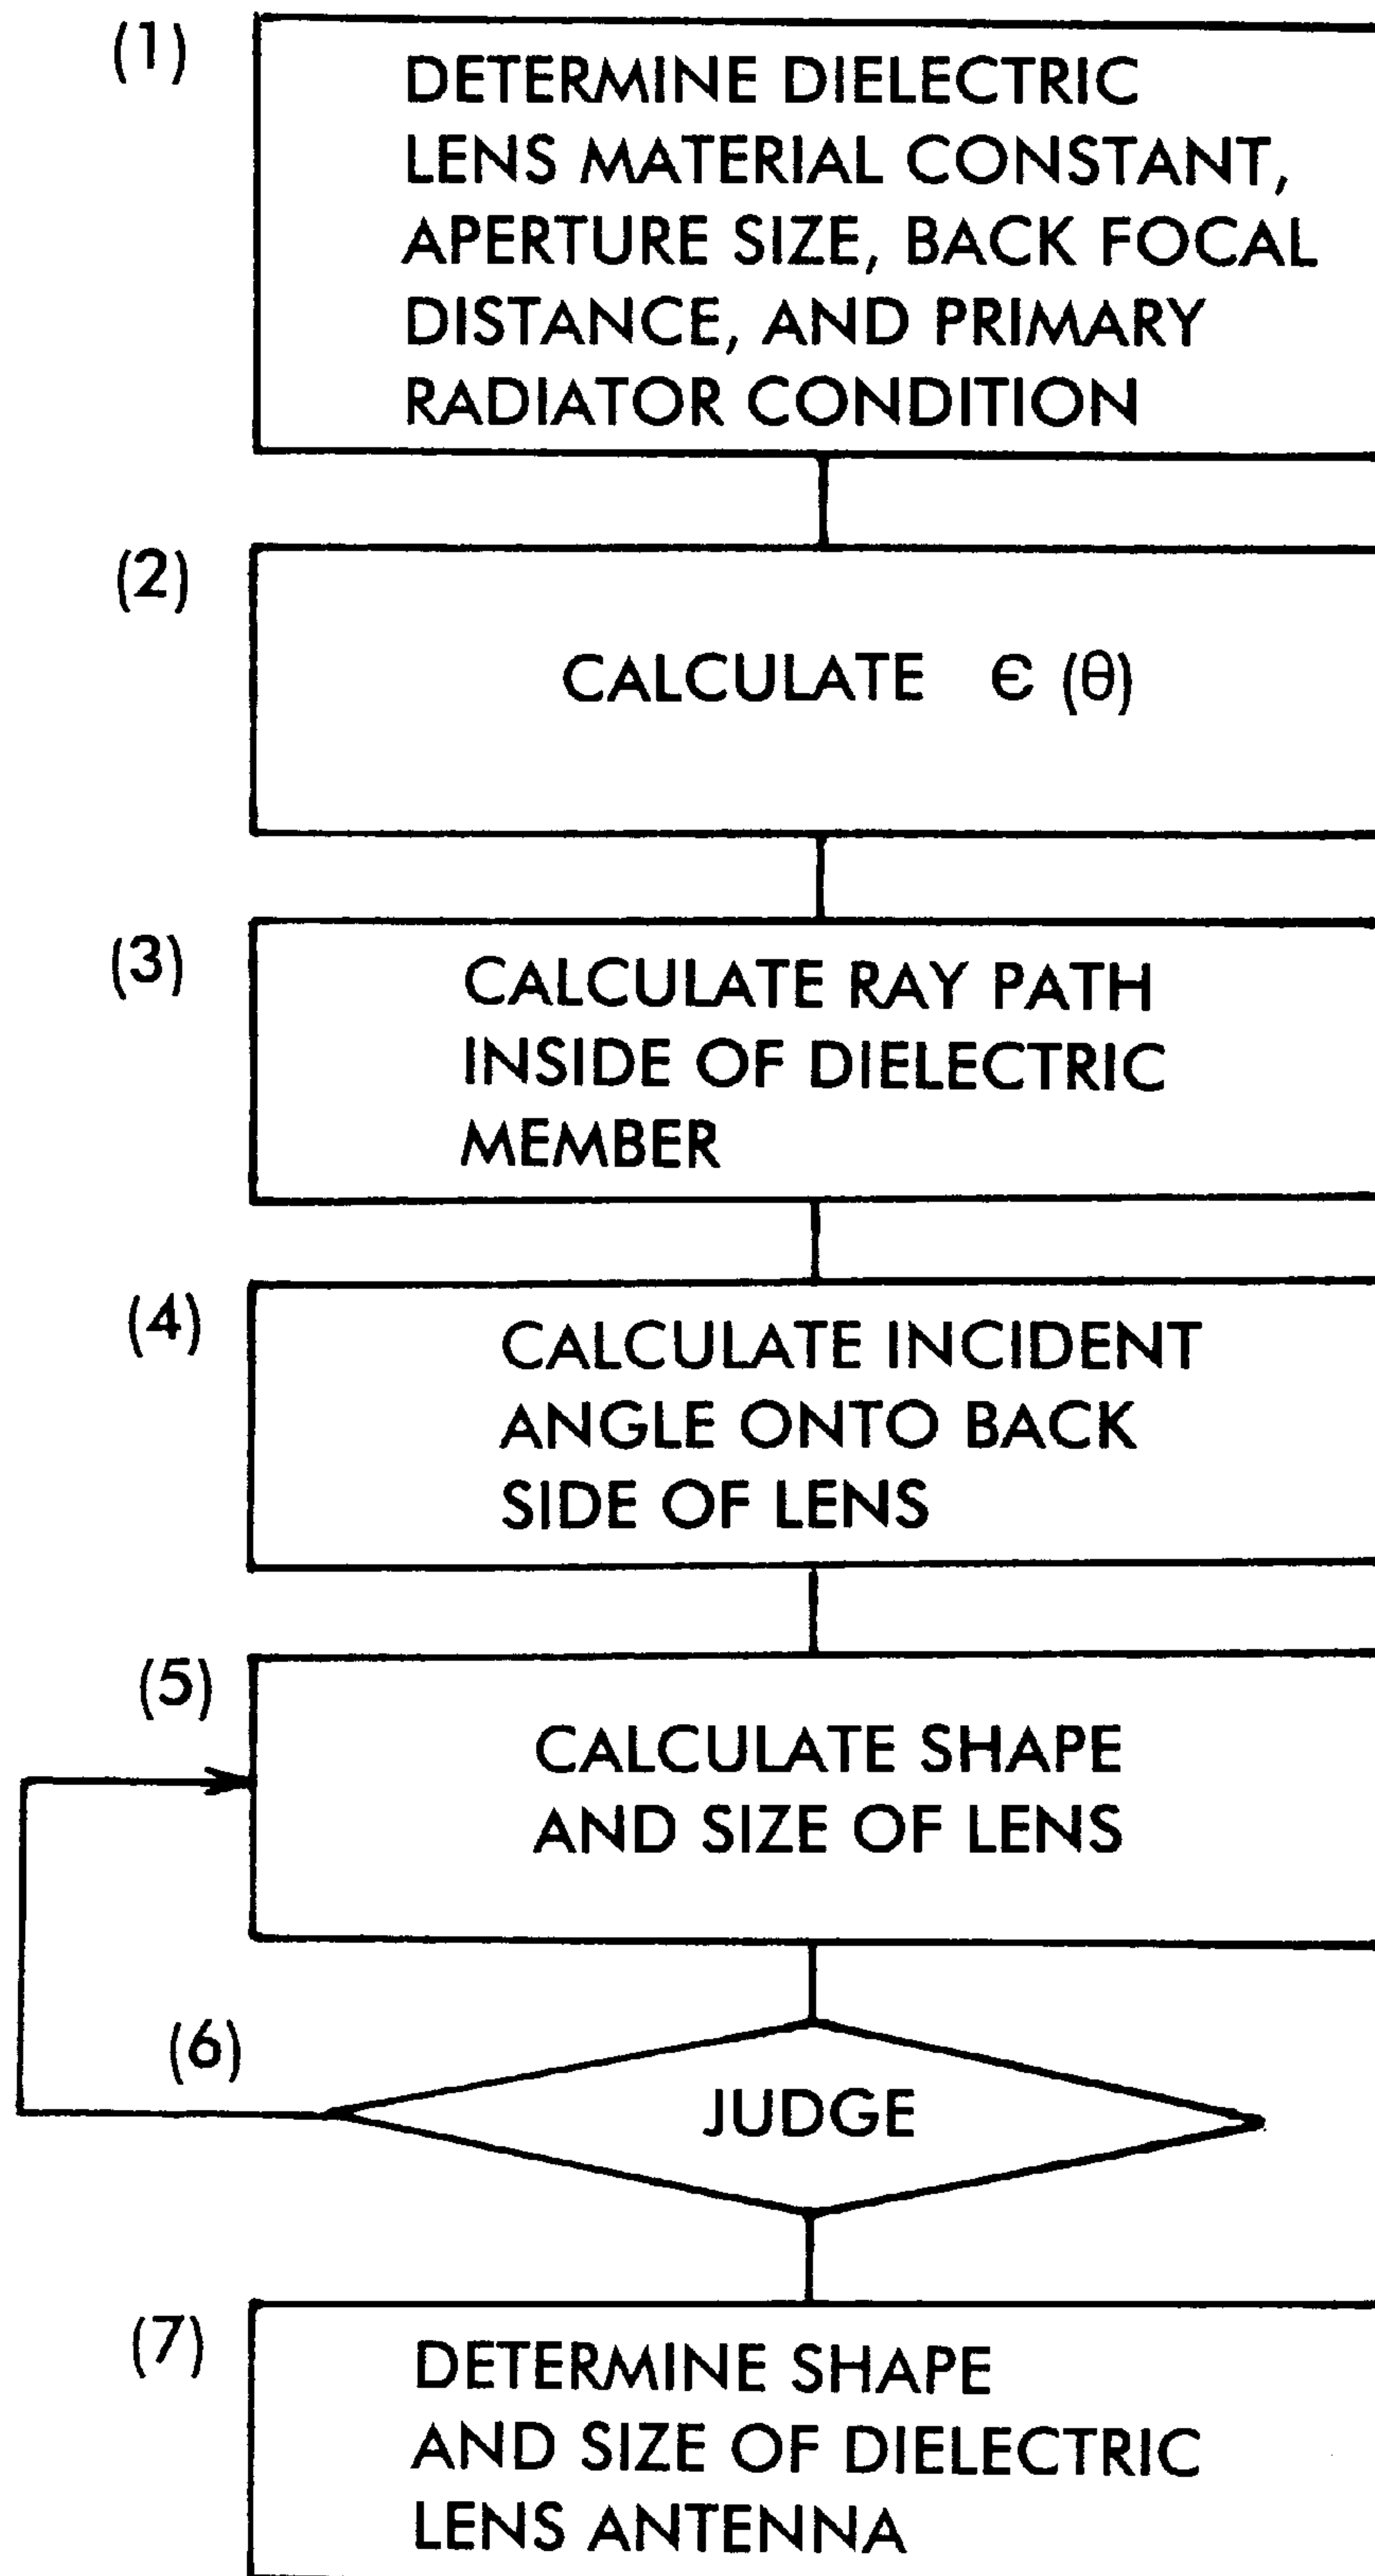 (1)
DETERMINE DIELECTRIC
LENS MATERIAL CONSTANT,
APERTURE SIZE, BACK FOCAL
DISTANCE, AND PRIMARY
RADIATOR CONDITION
(2)
CALCULATE ϵ (θ)
(3)
CALCULATE RAY PATH
INSIDE OF DIELECTRIC
MEMBER
(4)
CALCULATE INCIDENT
ANGLE ONTO BACK
SIDE OF LENS
(5)
CALCULATE SHAPE
AND SIZE OF LENS
(6)
JUDGE
(7)
DETERMINE SHAPE
AND SIZE OF DIELECTRIC
LENS ANTENNA